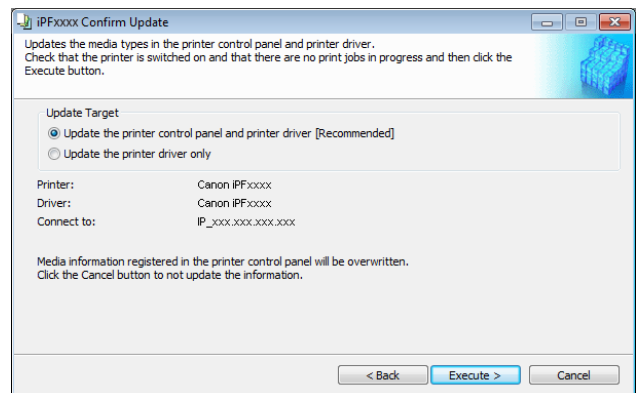 iPFxxxx Confirm Update
Updates the media types in the printer control panel and printer driver.
Check that the printer is switched on and that there are no print jobs in progress and then click the
Execute button.
Update Target
Update the printer control panel and printer driver [Recommended]
Update the printer driver only
Printer: Canon iPFxxxx
Driver: Canon iPFxxxx
Connect to: IP_xxx.xxx.xxx.xxx
Media information registered in the printer control panel will be overwritten.
Click the Cancel button to not update the information.
< Back Execute > Cancel